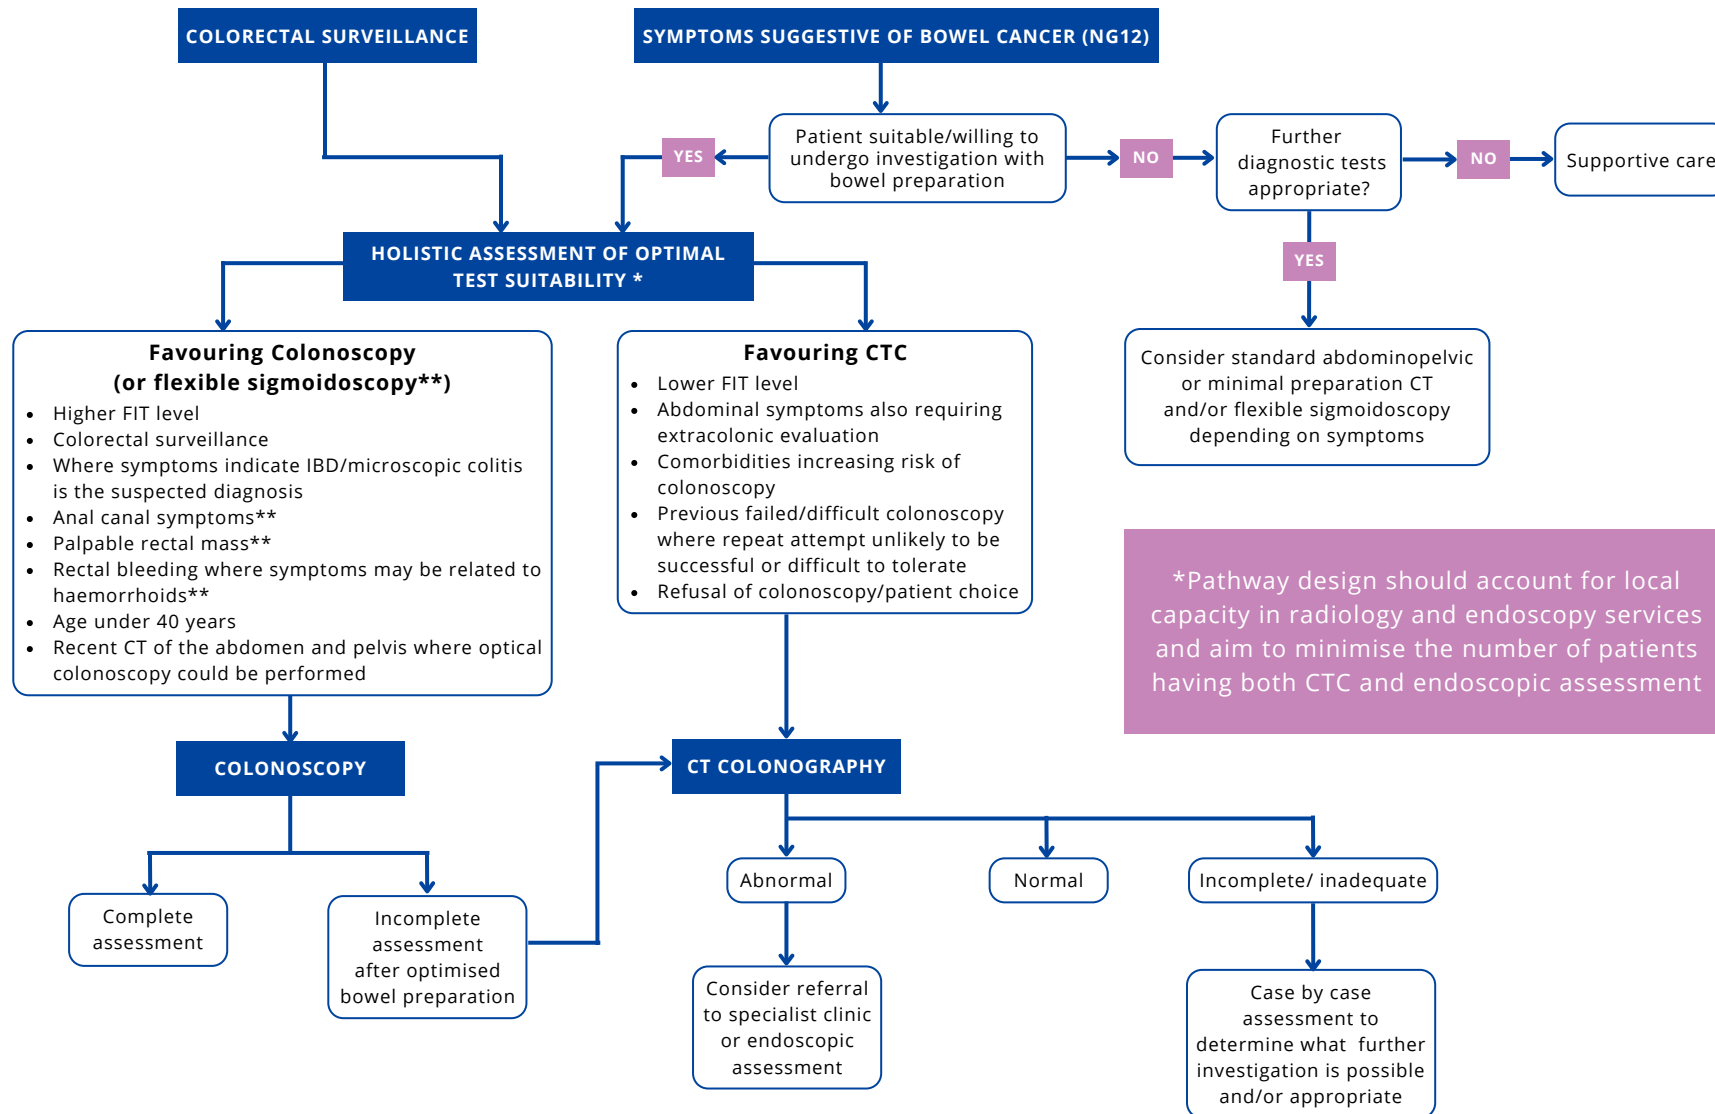 COLORECTAL SURVEILLANCE
SYMPTOMS SUGGESTIVE OF BOWEL CANCER (NG12)
Patient suitable/willing to
undergo investigation with
bowel preparation
YES
NO
Further
diagnostic tests
appropriate?
NO
Supportive care
YES
HOLISTIC ASSESSMENT OF OPTIMAL
TEST SUITABILITY *
Consider standard abdominopelvic
or minimal preparation CT
and/or flexible sigmoidoscopy
depending on symptoms
Favouring Colonoscopy
(or flexible sigmoidoscopy**)
• Higher FIT level
• Colorectal surveillance
• Where symptoms indicate IBD/microscopic colitis
is the suspected diagnosis
• Anal canal symptoms**
• Palpable rectal mass**
• Rectal bleeding where symptoms may be related to
haemorrhoids**
• Age under 40 years
• Recent CT of the abdomen and pelvis where optical
colonoscopy could be performed
Favouring CTC
• Lower FIT level
• Abdominal symptoms also requiring
extracolonic evaluation
• Comorbidities increasing risk of
colonoscopy
• Previous failed/difficult colonoscopy
where repeat attempt unlikely to be
successful or difficult to tolerate
• Refusal of colonoscopy/patient choice
*Pathway design should account for local
capacity in radiology and endoscopy services
and aim to minimise the number of patients
having both CTC and endoscopic assessment
COLONOSCOPY
CT COLONOGRAPHY
Complete
assessment
Incomplete
assessment
after optimised
bowel preparation
Abnormal
Normal
Incomplete/ inadequate
Consider referral
to specialist clinic
or endoscopic
assessment
Case by case
assessment to
determine what further
investigation is possible
and/or appropriate